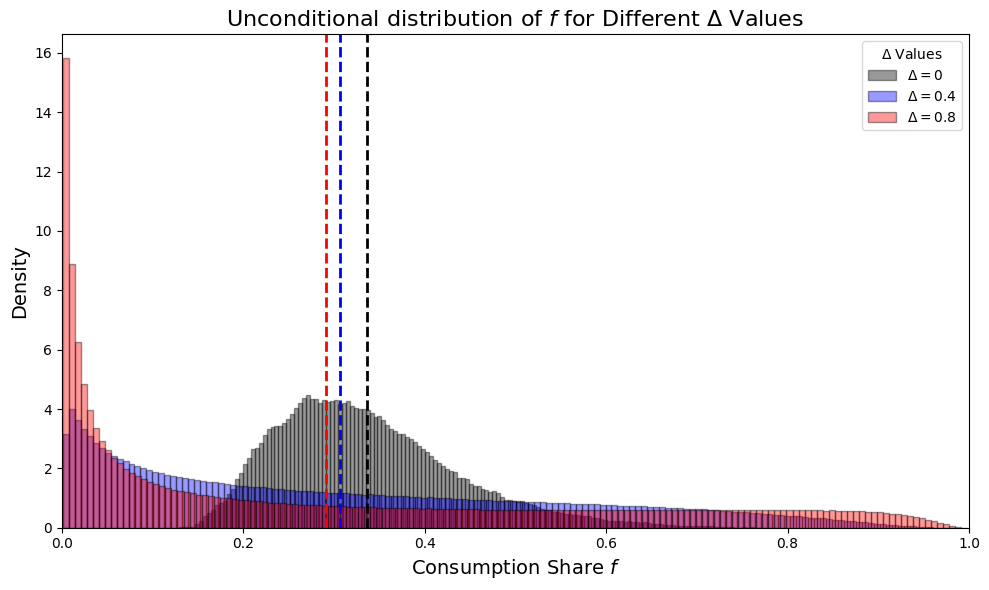 Unconditional distribution of f for Different Δ Values
Δ Values
Δ = 0
Δ = 0.4
Δ = 0.8
Density
16
14
12
10
8
6
4
2
0
0.0 0.2 0.4 0.6 0.8 1.0
Consumption Share f